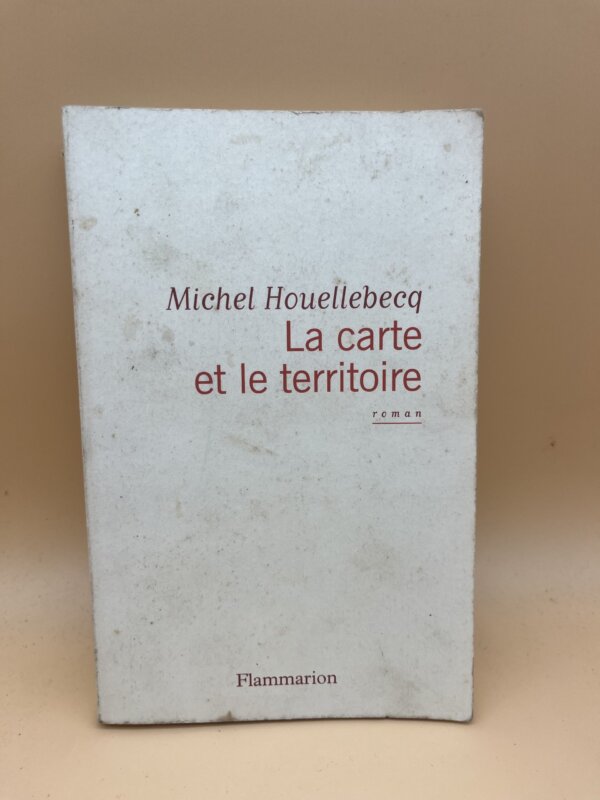 Michel Houellebecq
La carte
et le territoire
roman
Flammarion